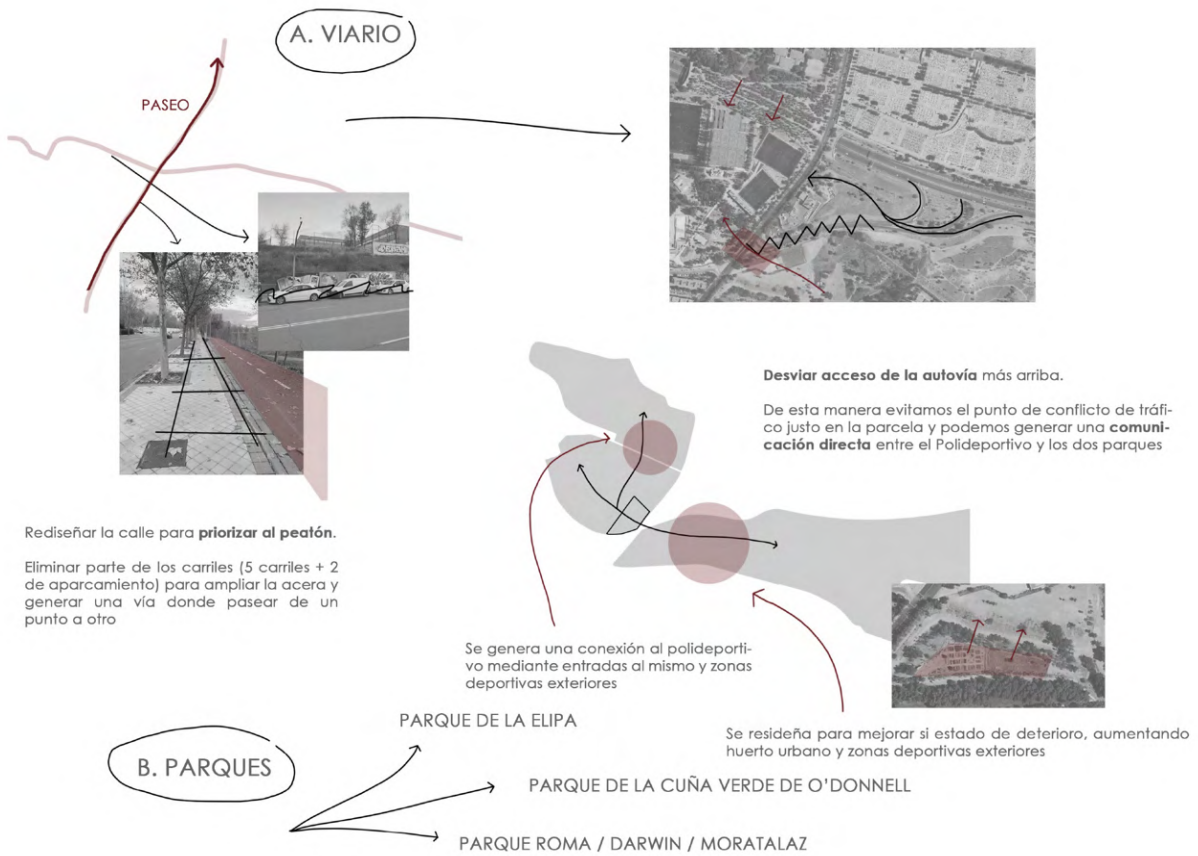 A. VIARIO
PASEO
Desviar acceso de la autovía más arriba.
De esta manera evitamos el punto de conflicto de tráfi-
co justo en la parcela y podemos generar una comuni-
cación directa entre el Polideportivo y los dos parques
Rediseñar la calle para priorizar al peatón.
Eliminar parte de los carriles (5 carriles + 2
de aparcamiento) para ampliar la acera y
generar una vía donde pasear de un
punto a otro
Se genera una conexión al polideporti-
vo mediante entradas al mismo y zonas
deportivas exteriores
Se resideña para mejorar si estado de deterioro, aumentando
huerto urbano y zonas deportivas exteriores
B. PARQUES
PARQUE DE LA ELIPA
PARQUE DE LA CUÑA VERDE DE O'DONNELL
PARQUE ROMA / DARWIN / MORATALAZ